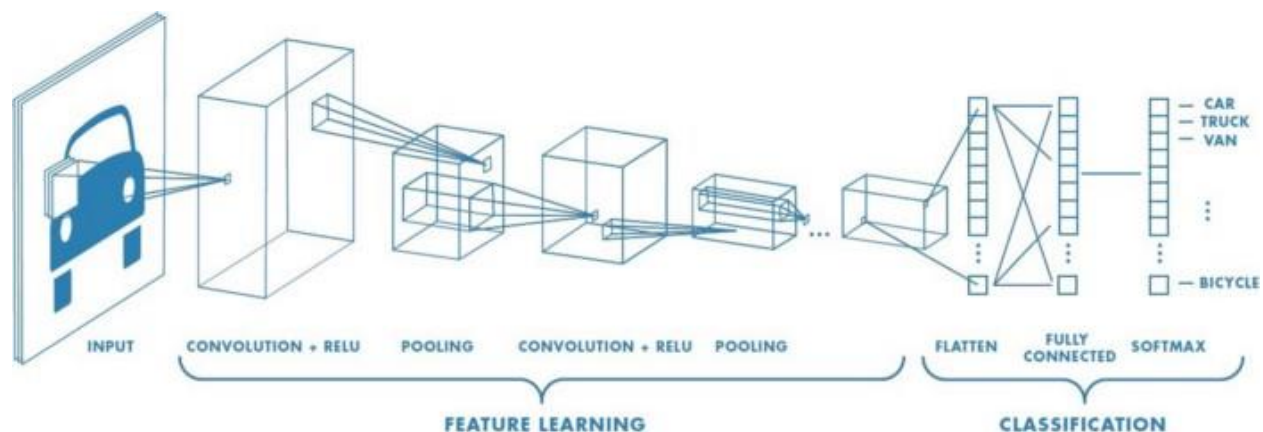 CAR
TRUCK
VAN
BICYCLE
INPUT
CONVOLUTION + RELU
POOLING
CONVOLUTION + RELU
POOLING
FLATTEN
FULLY
CONNECTED
SOFTMAX
FEATURE LEARNING
CLASSIFICATION